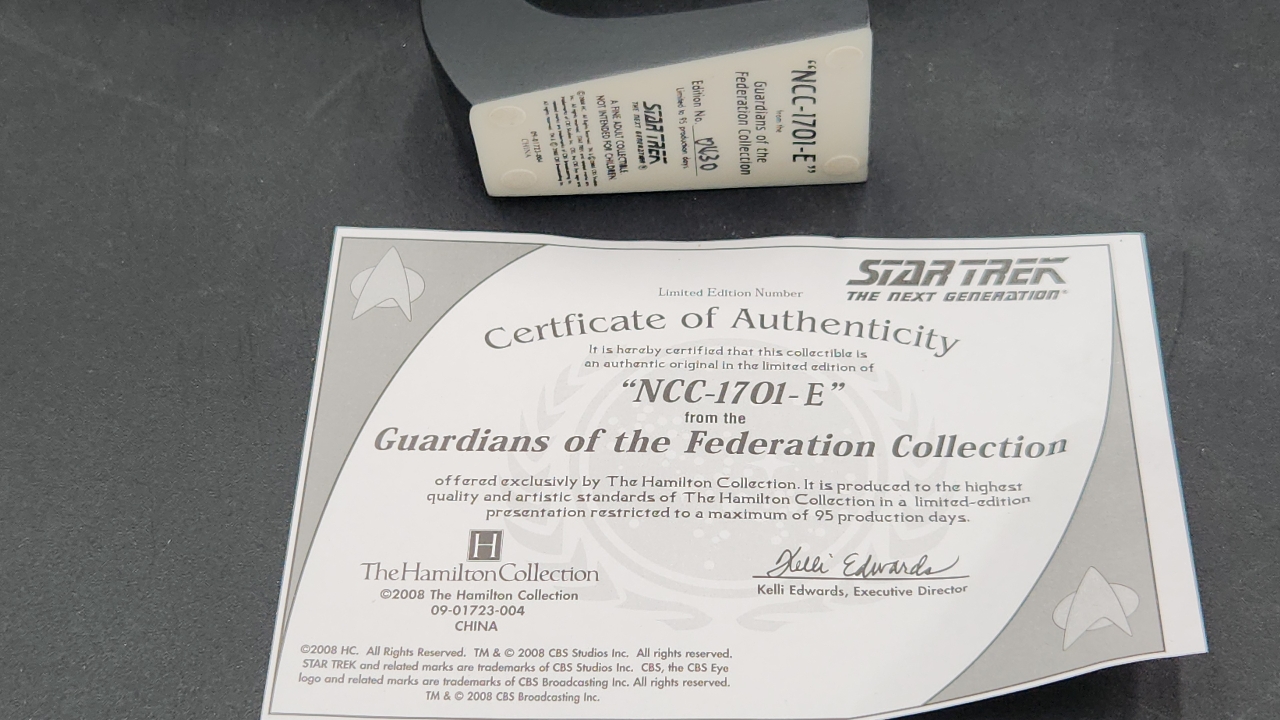 "NCC-1701-E"
from the
Guardians of the
Federation Collection
Edition No.
Limited to 95 production days.
STAR TREK
THE NEXT GENERATION®
A FINE ADULT COLLECTIBLE
NOT INTENDED FOR CHILDREN
09-01723-004
CHINA
STAR TREK
THE NEXT GENERATION®
Limited Edition Number
Certficate of Authenticity
It is hereby certified that this collectible is
an authentic original in the limited edition of
"NCC-1701-E"
from the
Guardians of the Federation Collection
offered exclusivly by The Hamilton Collection. It is produced to the highest
quality and artistic standards of The Hamilton Collection in a limited-edition
presentation restricted to a maximum of 95 production days.
H
The Hamilton Collection
©2008 The Hamilton Collection
09-01723-004
CHINA
Kelli Edwards
Kelli Edwards, Executive Director
©2008 HC. All Rights Reserved. TM & © 2008 CBS Studios Inc. All rights reserved.
STAR TREK and related marks are trademarks of CBS Studios Inc. CBS, the CBS Eye
logo and related marks are trademarks of CBS Broadcasting Inc. All rights reserved.
TM & © 2008 CBS Broadcasting Inc.